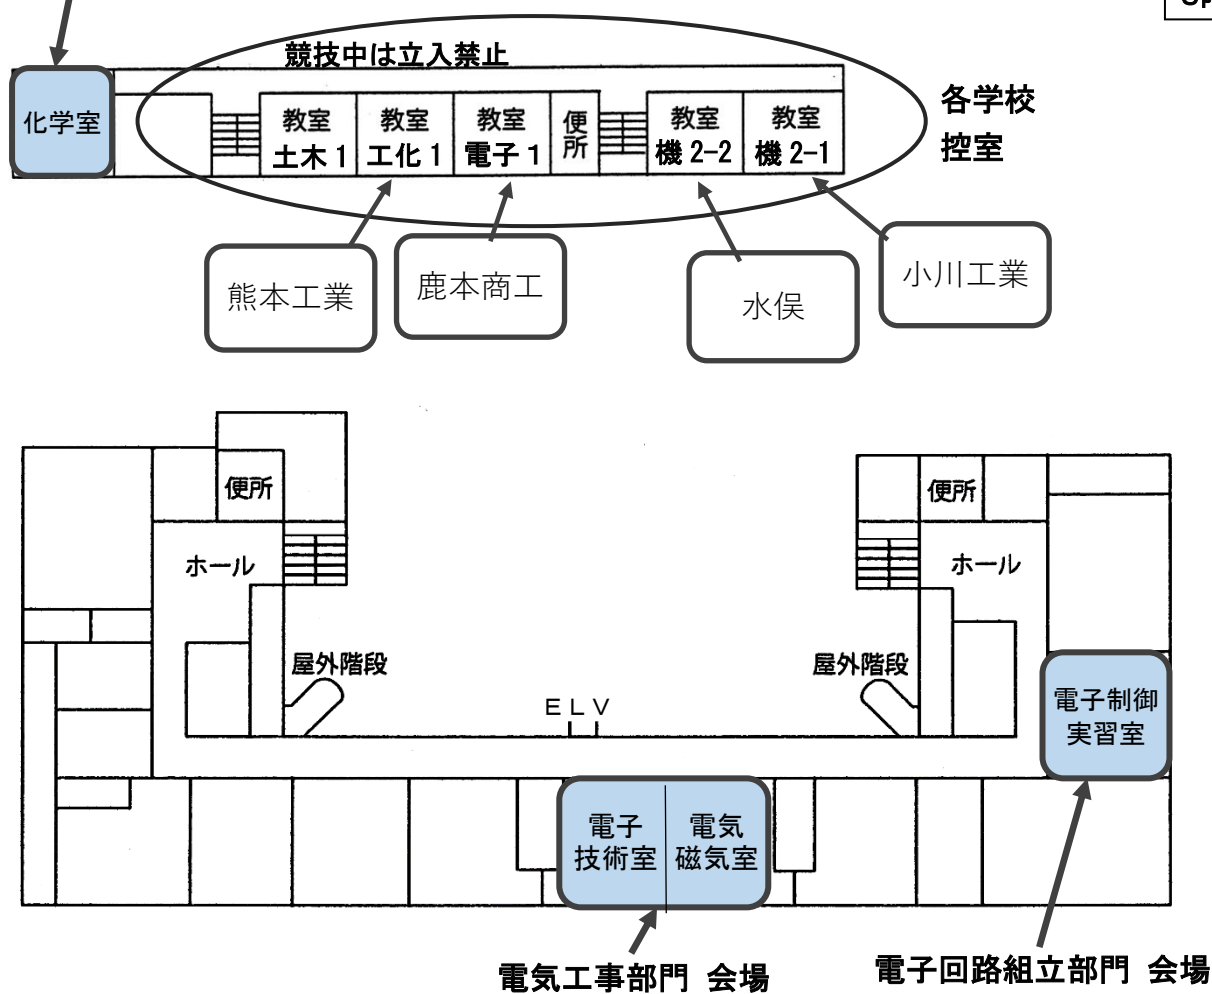 競技中は立入禁止
化学室
教室
土木1
教室
工化1
教室
電子1
便所
教室
機2-2
教室
機2-1
各学校
控室
熊本工業
鹿本商工
水俣
小川工業
便所
ホール
屋外階段
ELV
便所
ホール
屋外階段
電子制御
実習室
電子
技術室
電気
磁気室
電気工事部門 会場
電子回路組立部門 会場